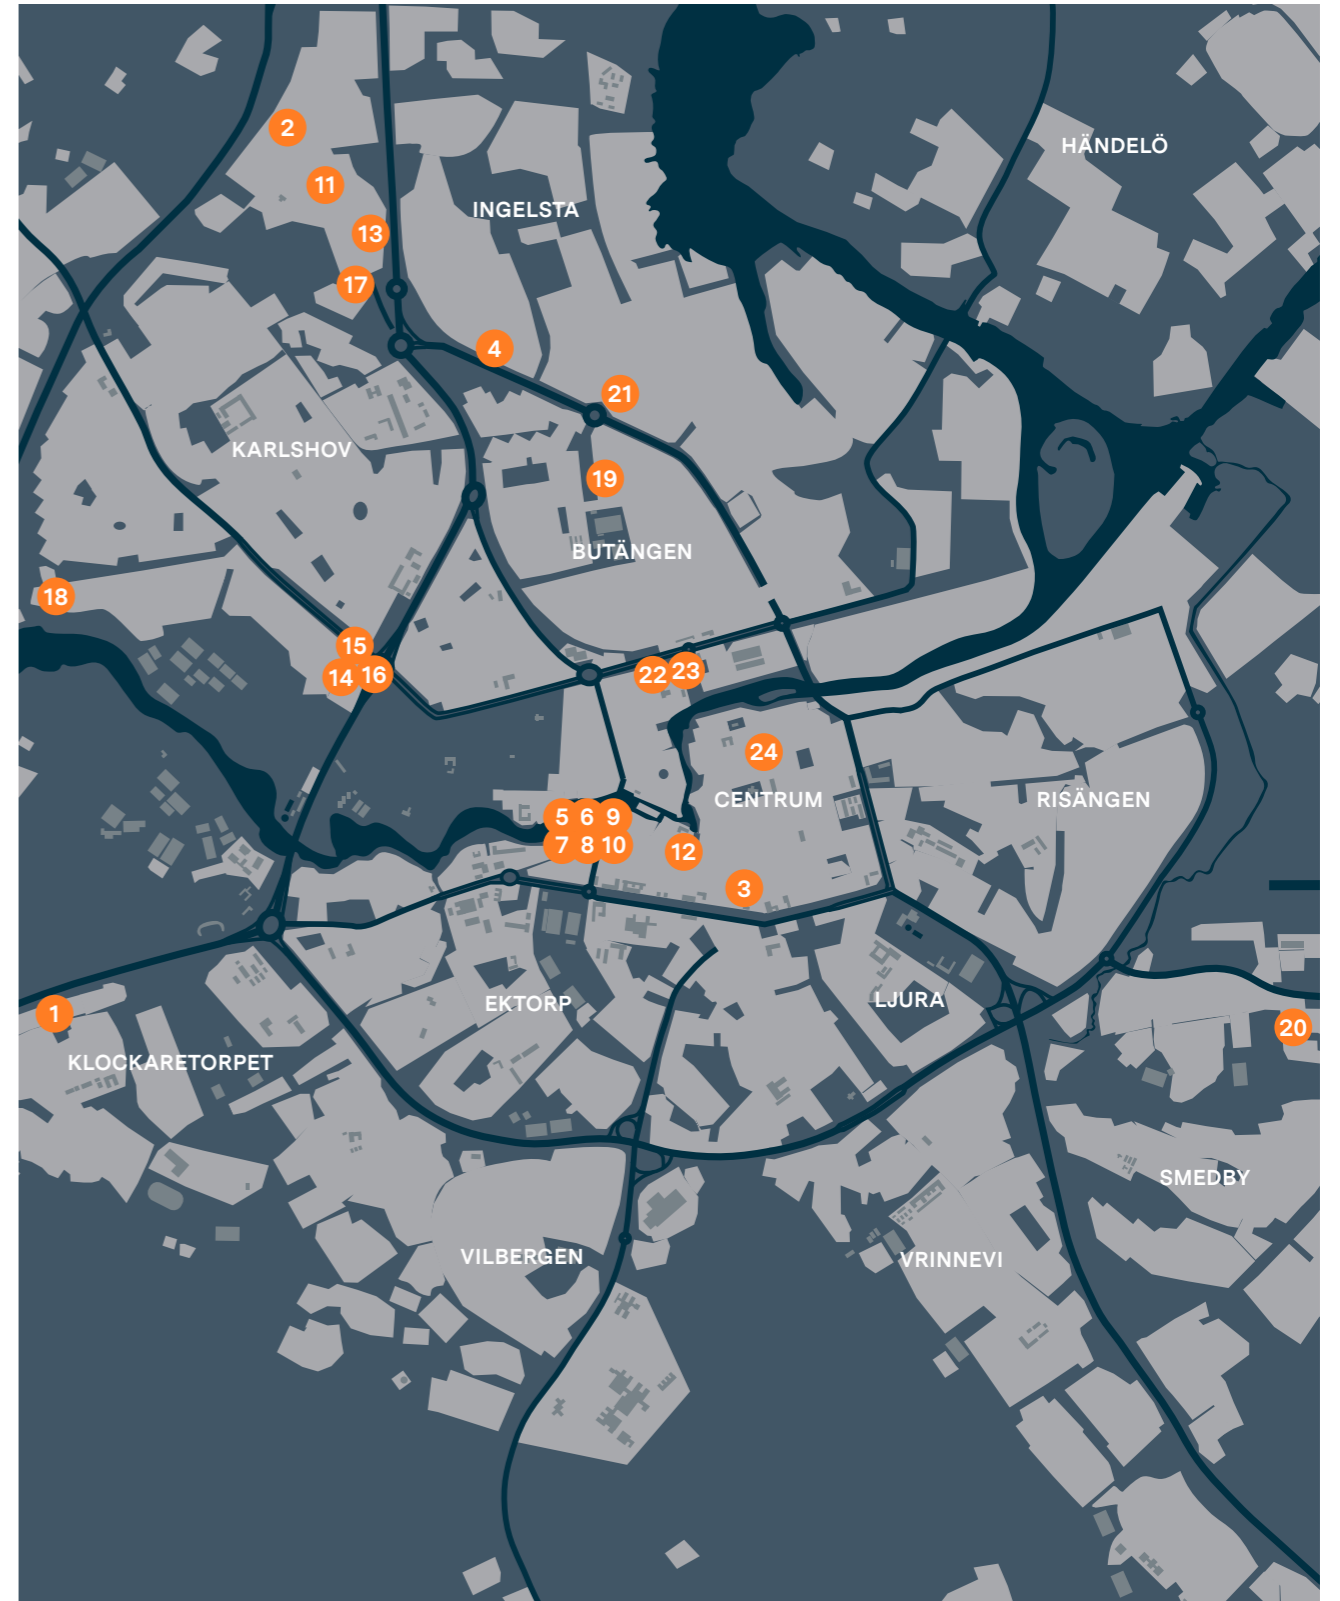 2
HÄNDELÖ
11
INGELSTA
13
17
4
21
KARLSHOV
19
BUTÄNGEN
18
15
14 16
22 23
24
CENTRUM
RISÄNGEN
5 6 9
7 8 10
12
3
LJURA
EKTORP
1
20
KLOCKARETORPET
SMEDBY
VILBERGEN
VRINNEVI